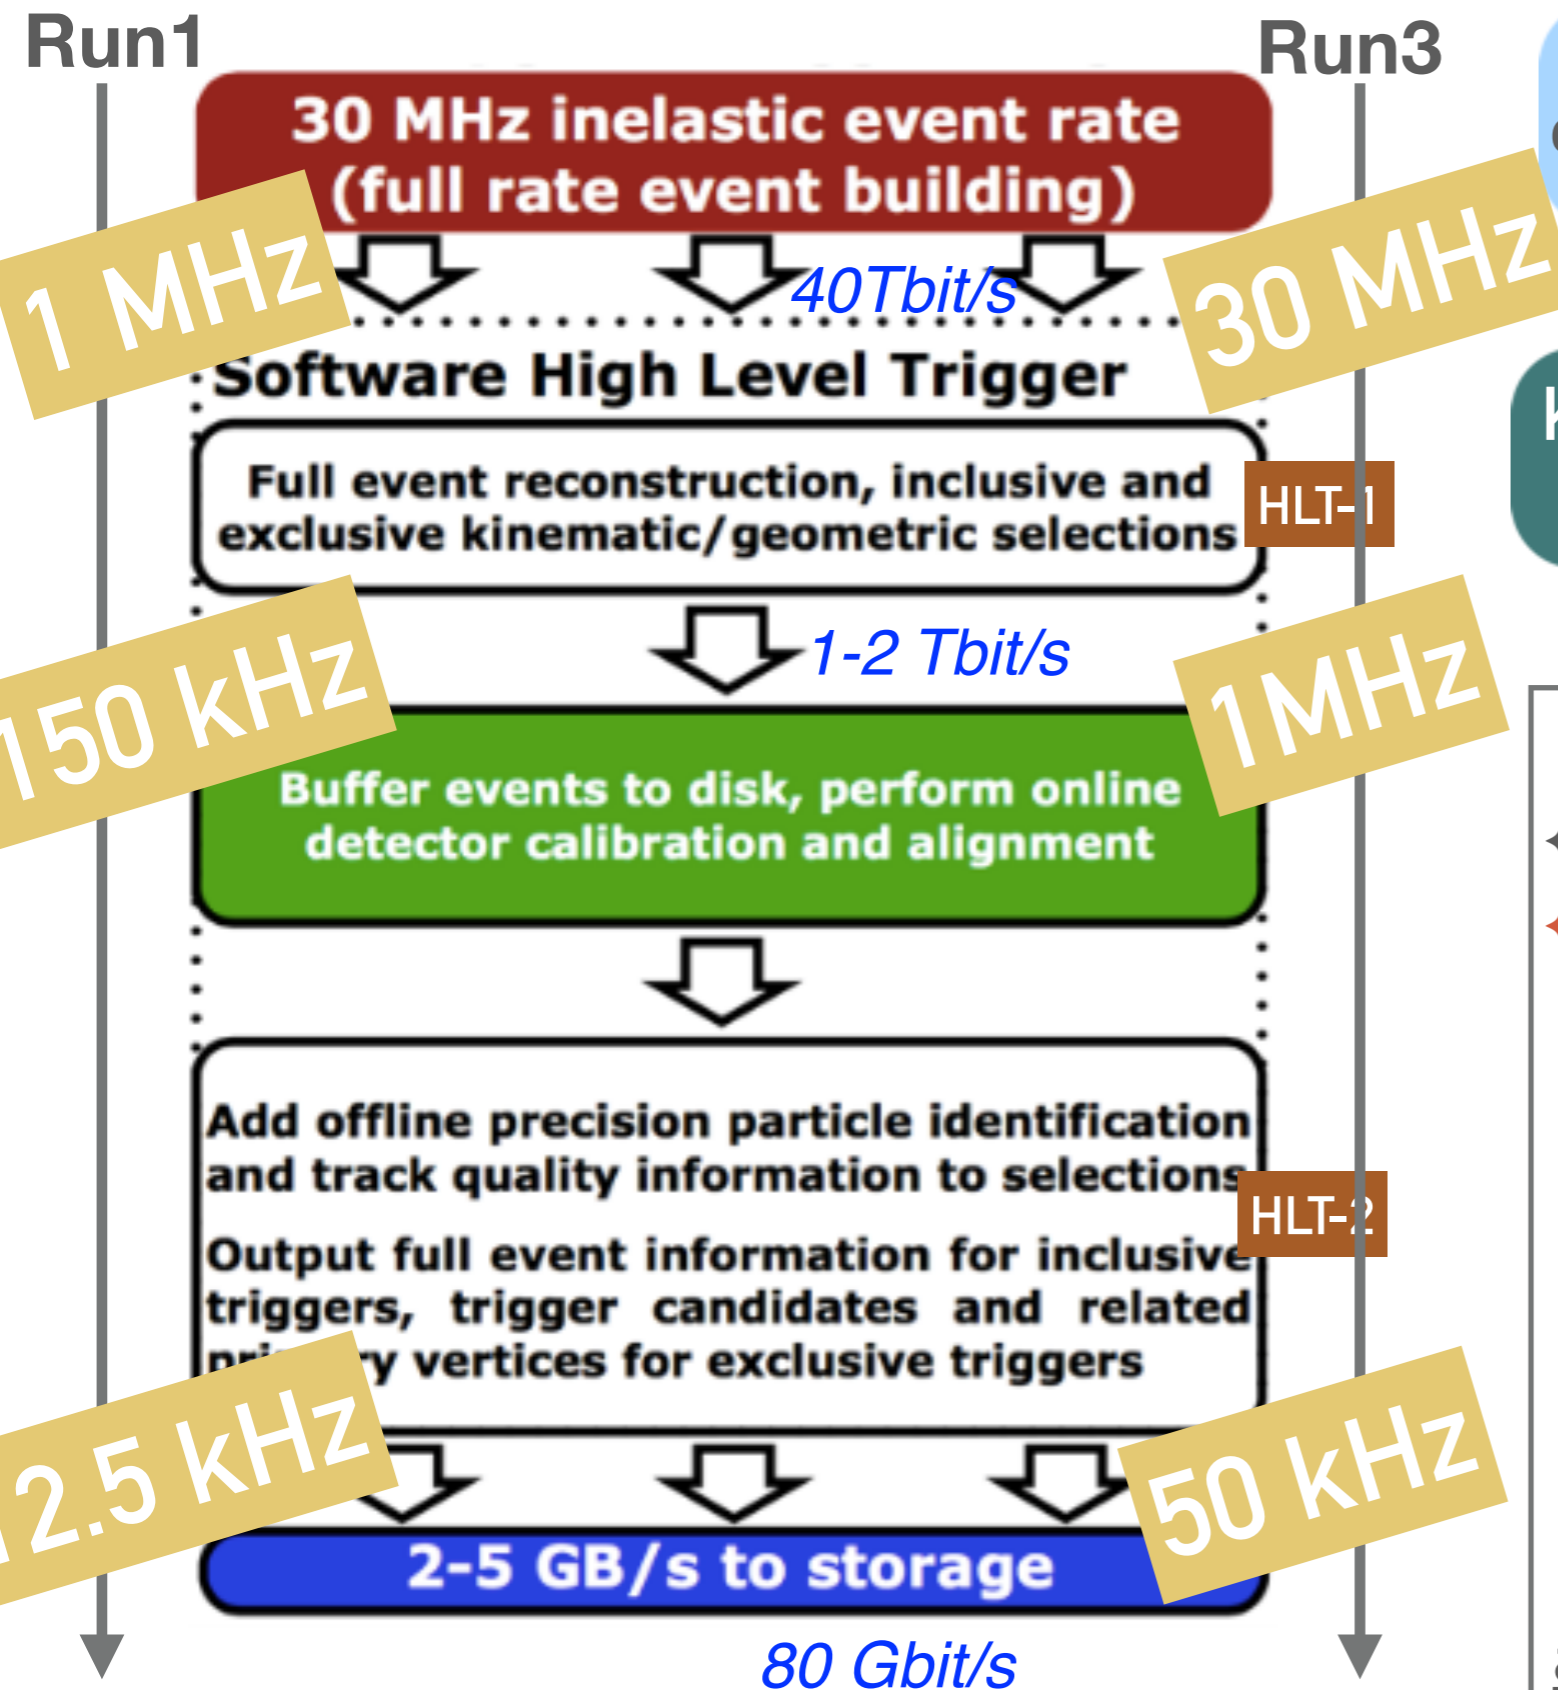 Run1
Run3
30 MHz inelastic event rate
(full rate event building)
1 MHz
30 MHz
40Tbit/s
Software High Level Trigger
Full event reconstruction, inclusive and
exclusive kinematic/geometric selections
HLT-1
150 kHz
1-2 Tbit/s
1MHz
Buffer events to disk, perform online
detector calibration and alignment
Add offline precision particle identification
and track quality information to selections
HLT-2
Output full event information for inclusive
triggers, trigger candidates and related
vertices for exclusive triggers
2.5 kHz
50 kHz
2-5 GB/s to storage
80 Gbit/s